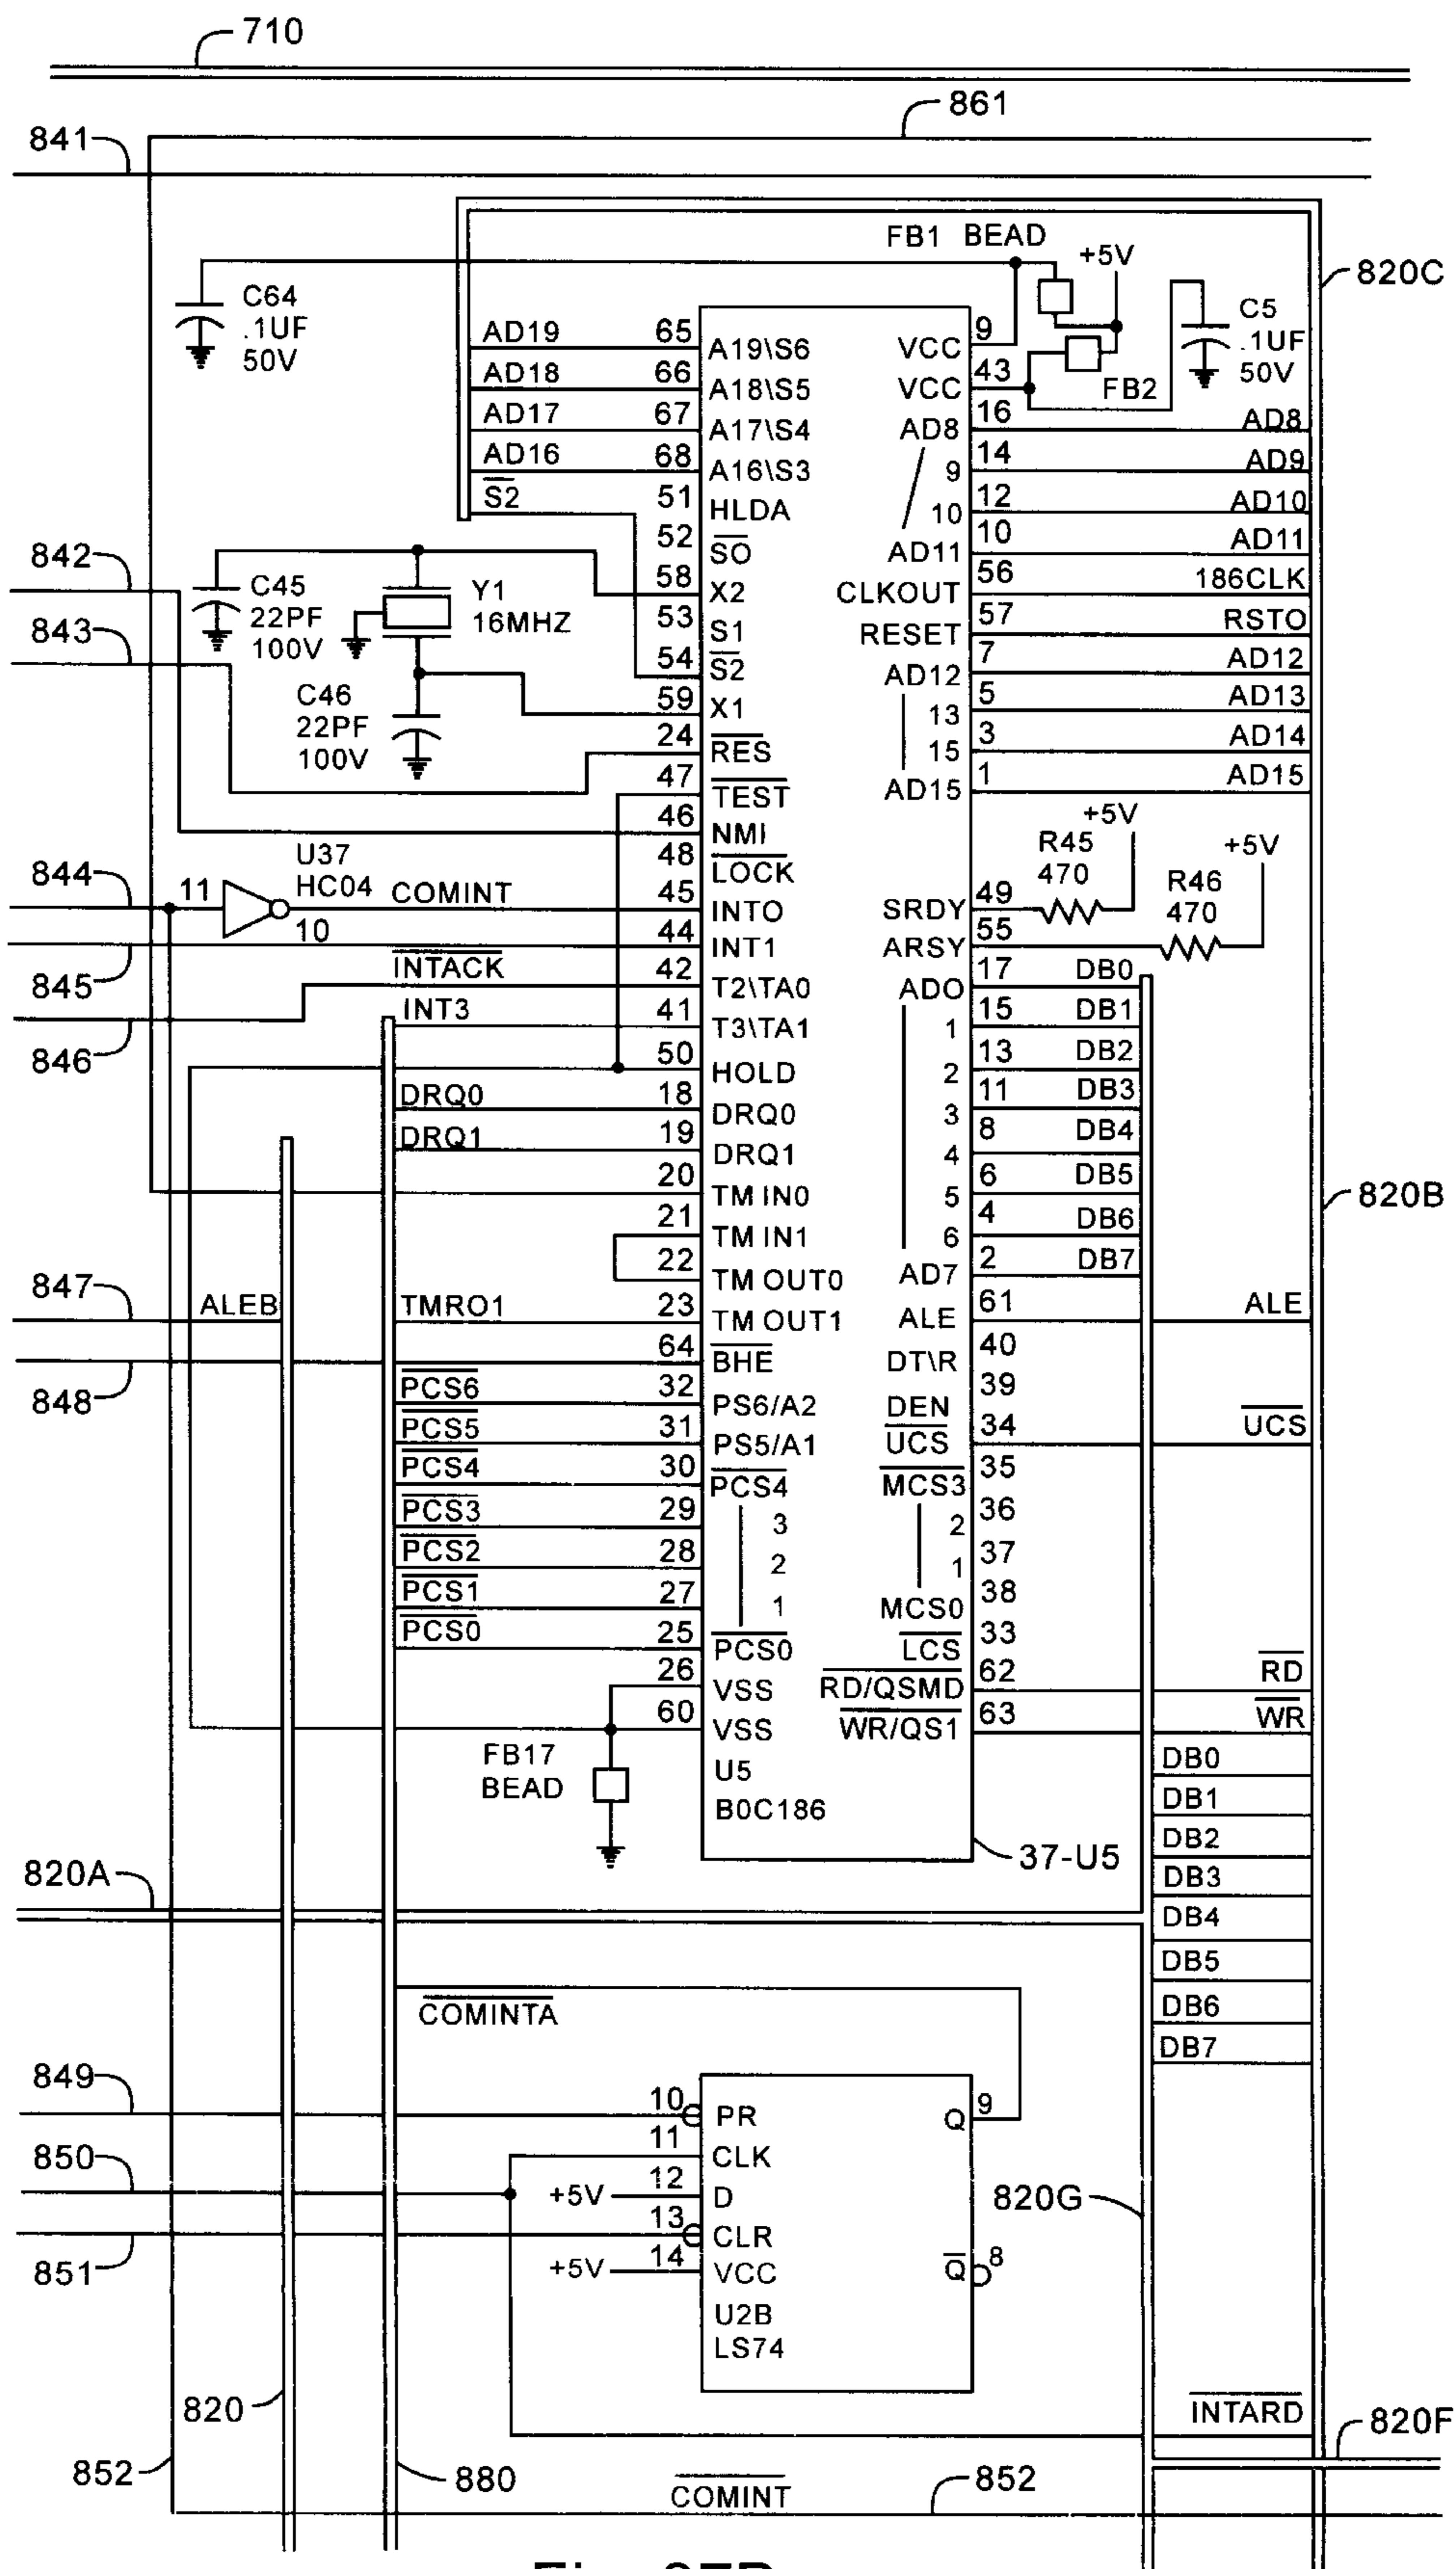 710
861
841
FB1 BEAD
+5V
820C
C64
.1UF
50V
C5
.1UF
50V
FB2
AD19 65 A19\S6
AD18 66 A18\S5
AD17 67 A17\S4
AD16 68 A16\S3
S2 51 HLDA
52 SO
58 X2
53 S1
54 S2
59 X1
24 RES
47 TEST
46 NMI
48 LOCK
45 INTO
44 INT1
42 T2\TA0
41 T3\TA1
50 HOLD
18 DRQ0
19 DRQ1
20 TM IN0
21 TM IN1
22 TM OUT0
23 TM OUT1
64 BHE
32 PS6/A2
31 PS5/A1
30 PCS4
29 3
28 2
27 1
25 PCS0
26 VSS
60 VSS
U5
B0C186
842
C45
22PF
100V
Y1
16MHZ
843
C46
22PF
100V
844
11
U37
HC04
10
COMINT
845
INTACK
846
INT3
DRQ0
DRQ1
847
ALEB
TMRO1
848
PCS6
PCS5
PCS4
PCS3
PCS2
PCS1
PCS0
FB17
BEAD
VCC 9
VCC 43
AD8 16 AD8
9 14 AD9
10 12 AD10
AD11 10 AD11
CLKOUT 56 186CLK
RESET 57 RSTO
AD12 7 AD12
13 5 AD13
15 3 AD14
AD15 1 AD15
+5V
R45
470
+5V
R46
470
SRDY 49
ARSY 55
ADO 17 DB0
1 15 DB1
2 13 DB2
3 11 DB3
4 8 DB4
5 6 DB5
6 4 DB6
AD7 2 DB7
820B
ALE 61 ALE
DT\R 40
DEN 39
UCS 34 UCS
MCS3 35
2 36
1 37
MCS0 38
LCS 33
RD/QSMD 62 RD
WR/QS1 63 WR
DB0
DB1
DB2
DB3
DB4
DB5
DB6
DB7
37-U5
820A
COMINTA
849
10 PR
Q 9
850
11 CLK
+5V 12 D
13 CLR
851
+5V 14 VCC
Q 8
U2B
LS74
820G
820
INTARD
820F
852
880
COMINT
852